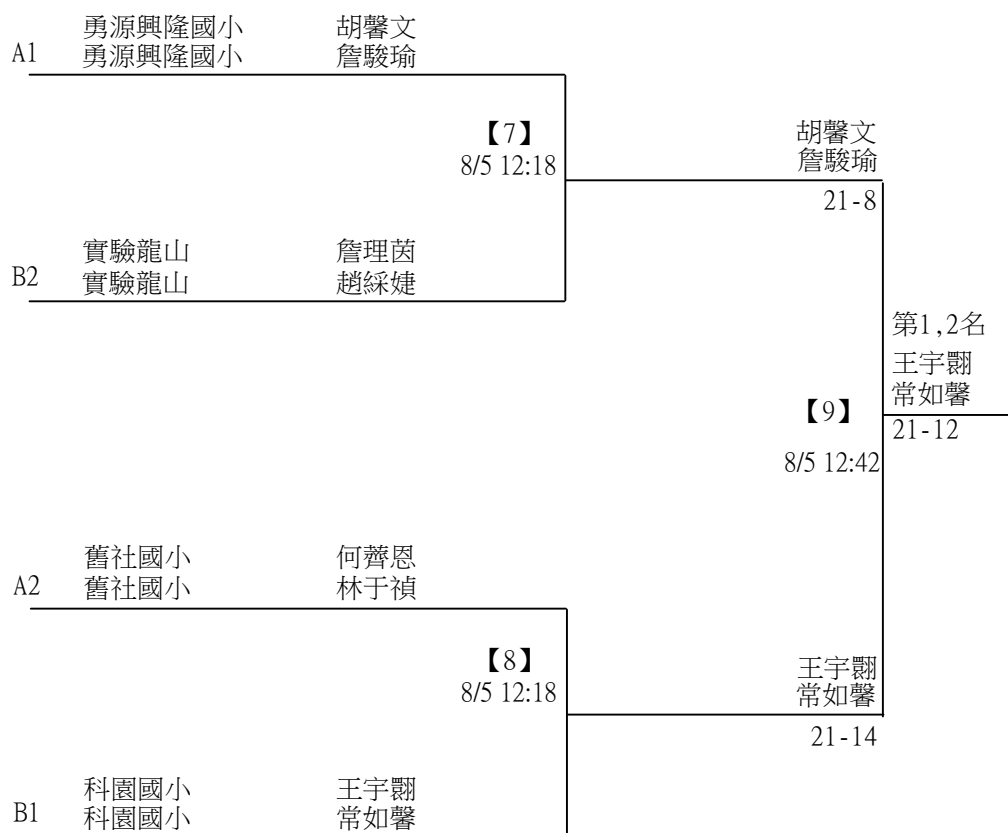 勇源興隆國小 胡馨文
A1 勇源興隆國小 詹駿瑜
【7】
8/5 12:18
胡馨文
詹駿瑜
21-8
實驗龍山 詹理茵
B2 實驗龍山 趙綵婕
第1,2名
王宇翾
常如馨
【9】
21-12
8/5 12:42
舊社國小 何薺恩
A2 舊社國小 林于禎
【8】
8/5 12:18
王宇翾
常如馨
21-14
科園國小 王宇翾
B1 科園國小 常如馨